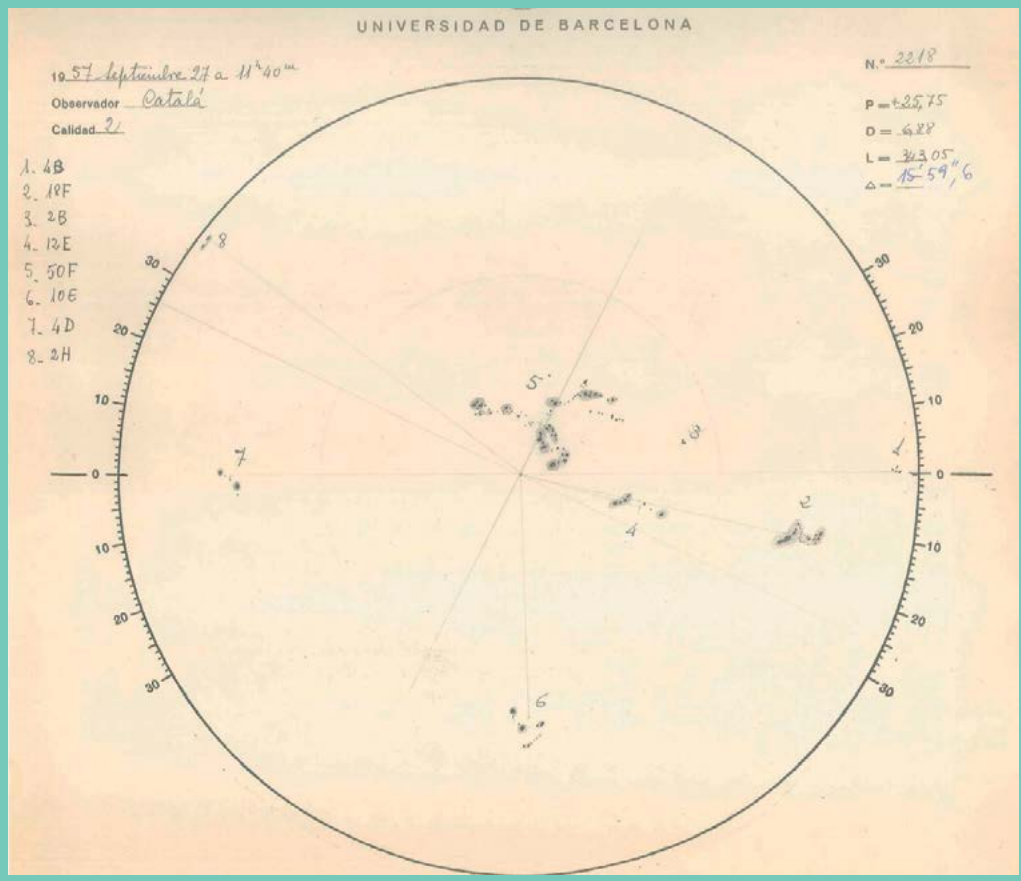 UNIVERSIDAD DE BARCELONA
1957 Septiembre 27 a 11ʰ40ᵐ
Observador Catalá
Calidad 2
N.º 2218
P = +25,75
D = 6,88
L = 343,05
△ = 15' 59",6
1. 4B
2. 18F
3. 2B
4. 12E
5. 50F
6. 10E
7. 4D
8. 2H
8
30
30
20
20
5
10
10
3
1
7
0
0
2
4
10
10
20
20
30
30
6